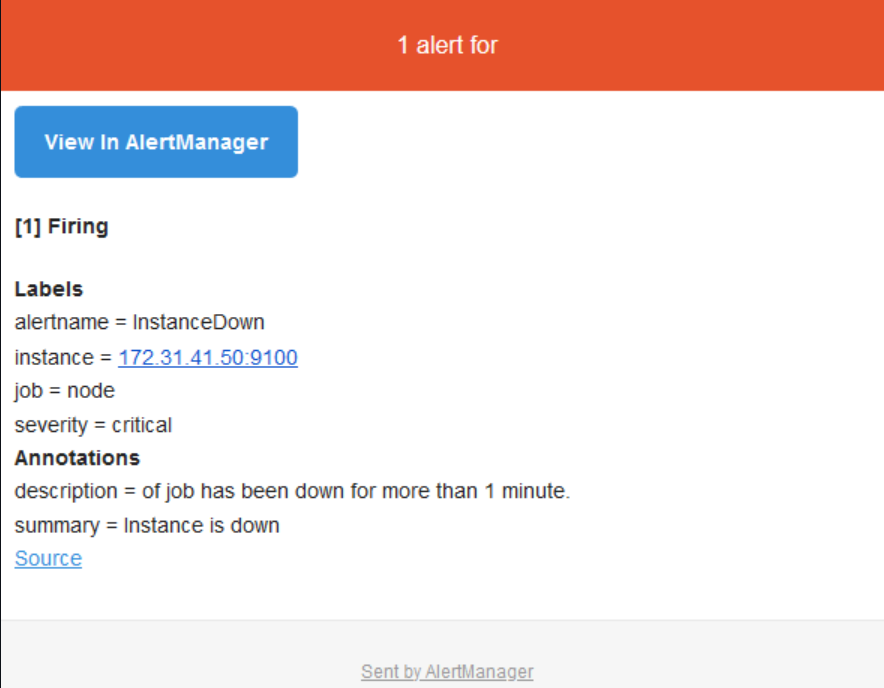 1 alert for
View In AlertManager
[1] Firing
Labels
alertname = InstanceDown
instance = 172.31.41.50:9100
job = node
severity = critical
Annotations
description = of job has been down for more than 1 minute.
summary = Instance is down
Source
Sent by AlertManager